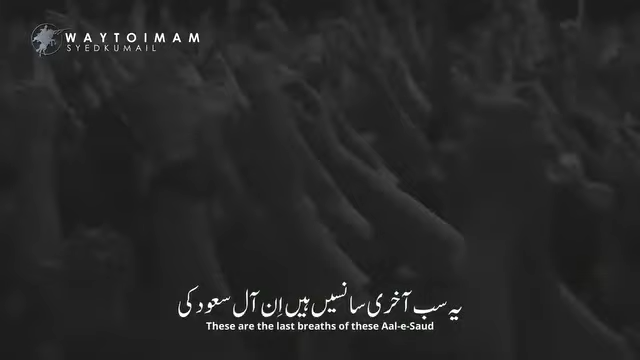 WAYTOIMAM
SYEDKUMAIL
یہ سب آخری سانسیں ہیں اِن آل سعود کی
These are the last breaths of these Aal-e-Saud